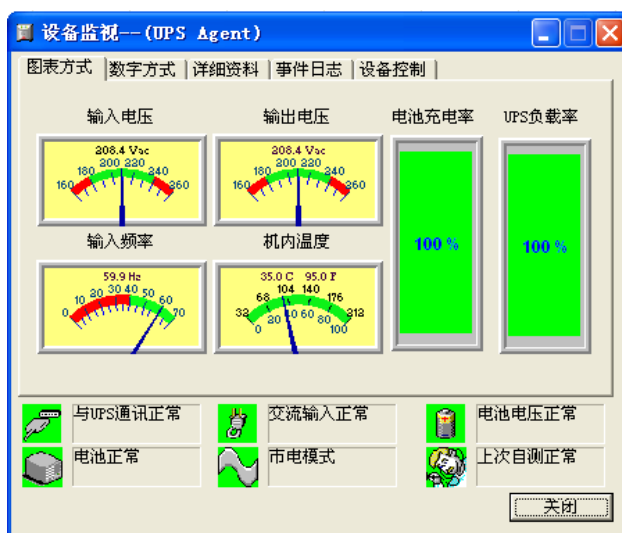 设备监视--(UPS Agent)
图表方式 数字方式 详细资料 事件日志 设备控制
输入电压 输出电压 电池充电率 UPS负载率
208.4 Vac 208.4 Vac
160 180 200 220 240 260 160 180 200 220 240 260
输入频率 机内温度 100 % 100 %
59.9 Hz 35.0 C 95.0 F
0 10 20 30 40 50 60 70 32 68 104 140 176 212
0 20 40 60 80 100
与UPS通讯正常 交流输入正常 电池电压正常
电池正常 市电模式 上次自测正常
关闭